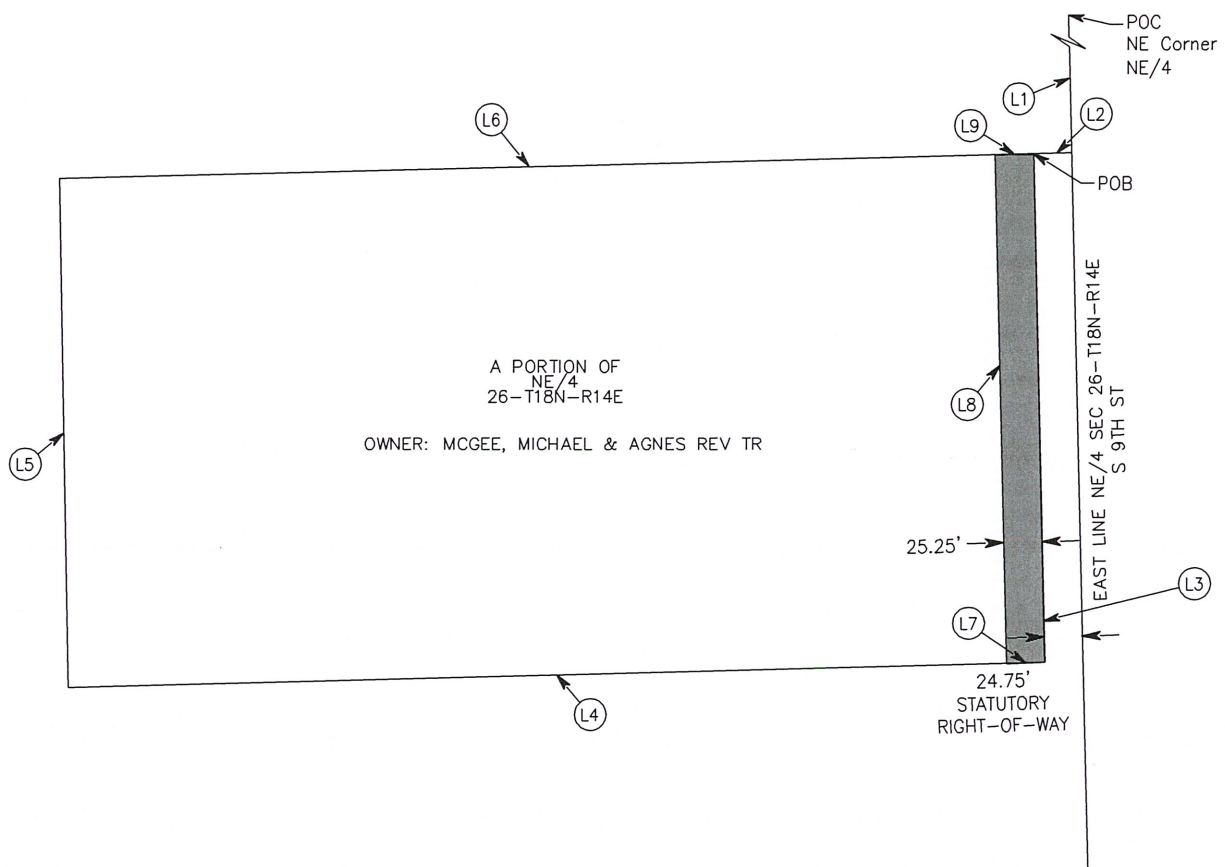 POC
NE Corner
NE/4
L1
L2
L9
L6
POB
A PORTION OF
NE/4
26-T18N-R14E
OWNER: MCGEE, MICHAEL & AGNES REV TR
L5
L8
EAST LINE NE/4 SEC 26-T18N-R14E
S 9TH ST
25.25'
L3
L7
24.75'
STATUTORY
RIGHT-OF-WAY
L4